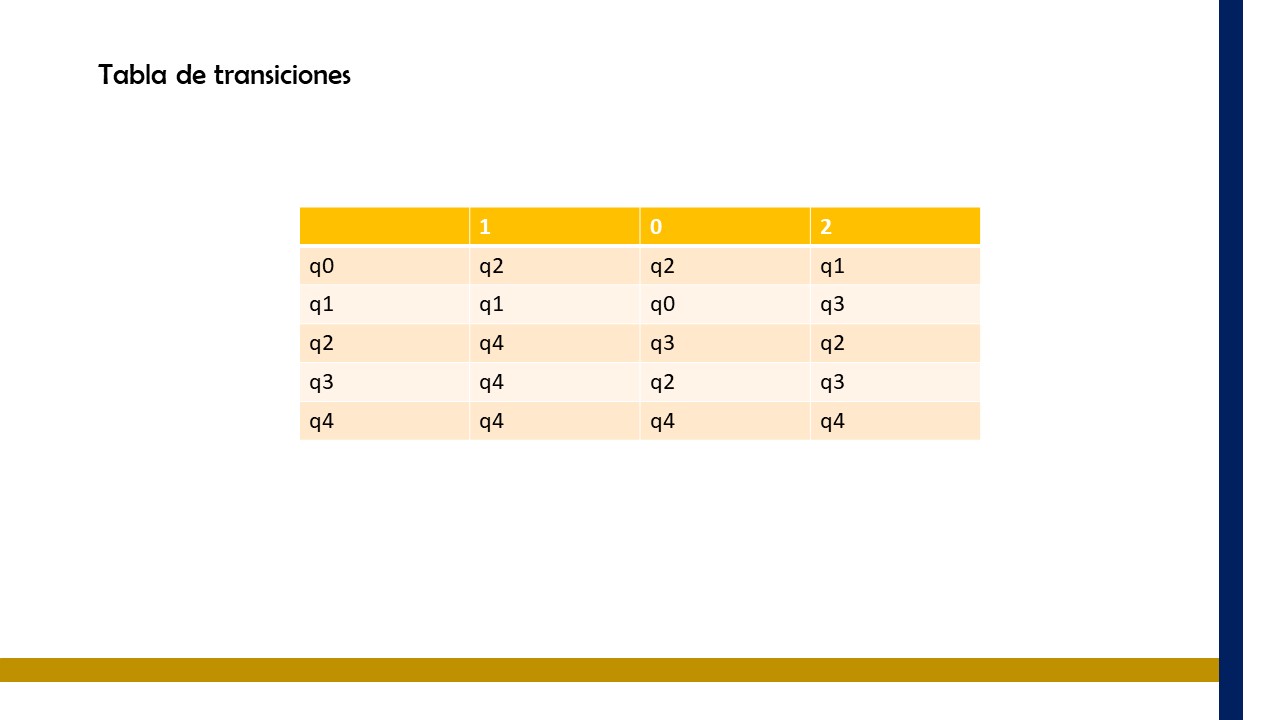 Tabla de transiciones
1 0 2
q0 q2 q2 q1
q1 q1 q0 q3
q2 q4 q3 q2
q3 q4 q2 q3
q4 q4 q4 q4